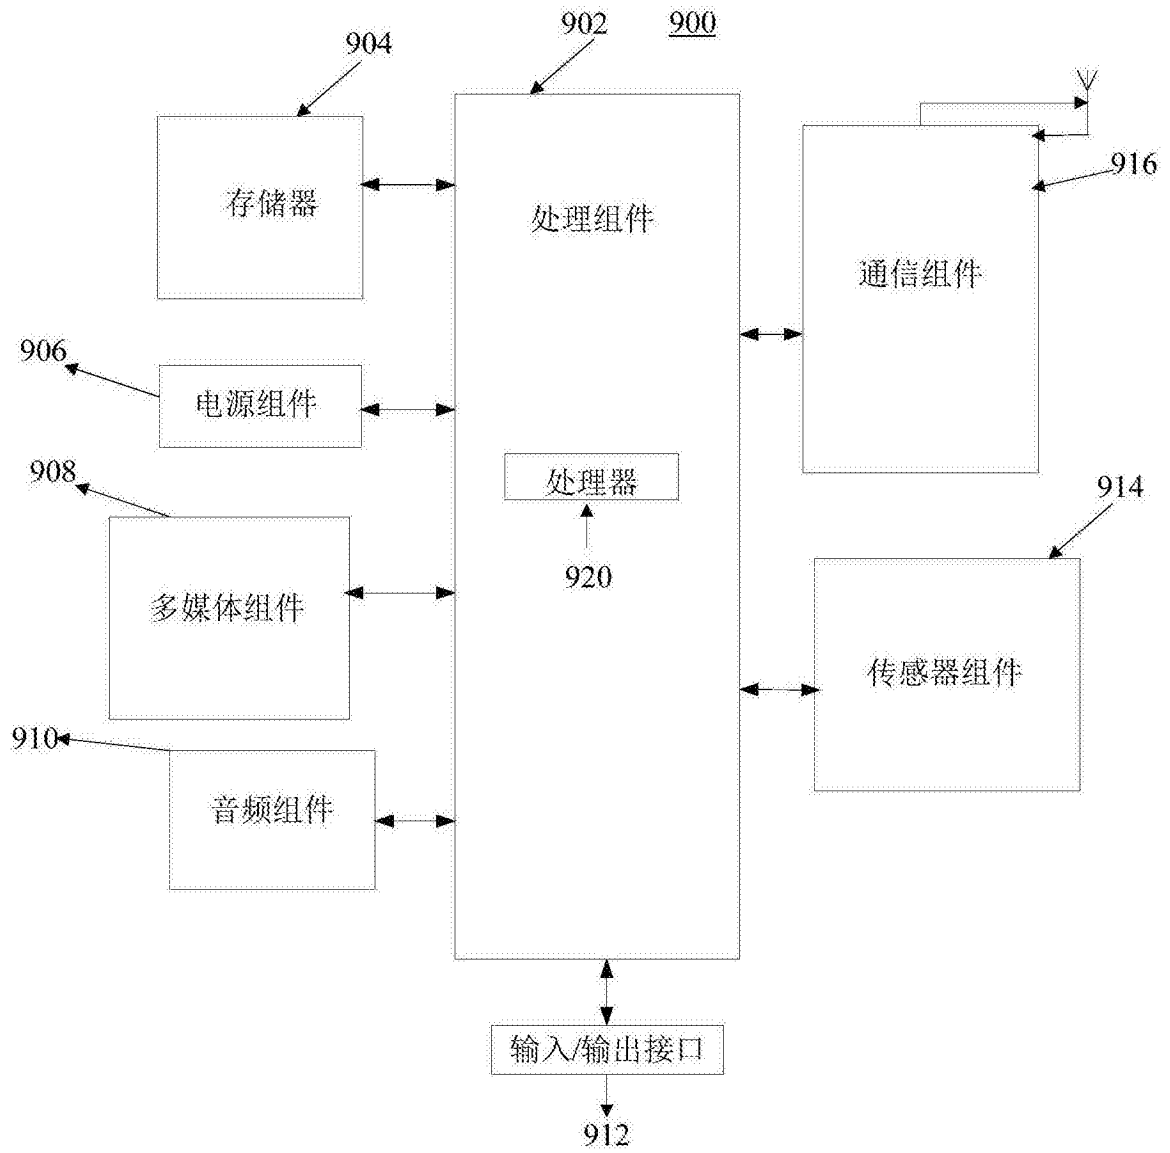 902
900
904
存储器
处理组件
916
通信组件
906
电源组件
908
处理器
914
920
多媒体组件
传感器组件
910
音频组件
输入/输出接口
912